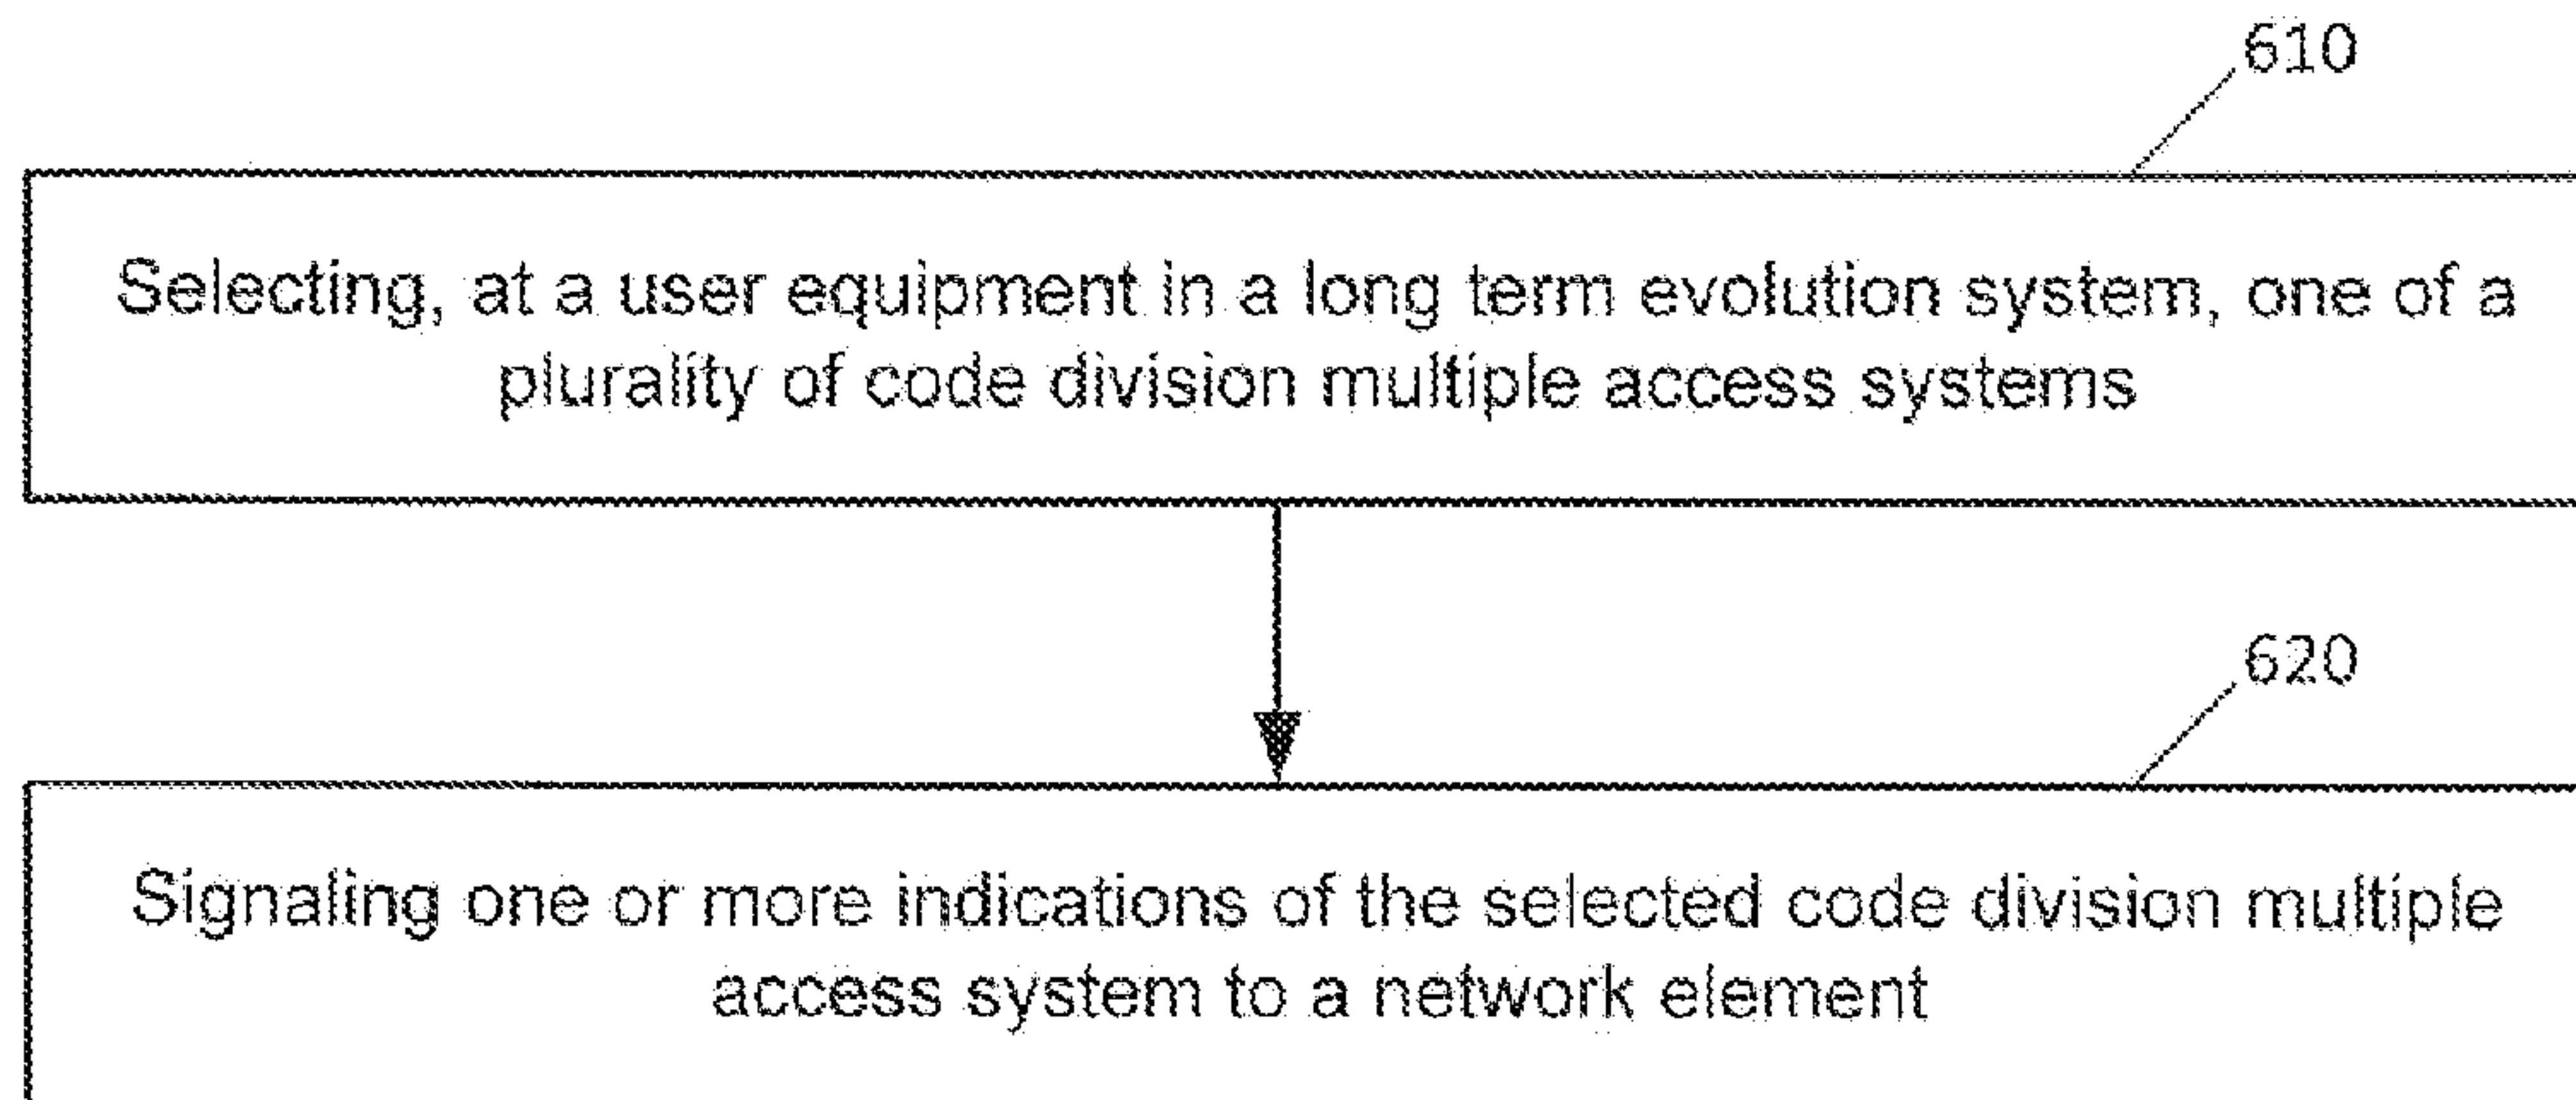 610
Selecting, at a user equipment in a long term evolution system, one of a
plurality of code division multiple access systems
620
Signaling one or more indications of the selected code division multiple
access system to a network element